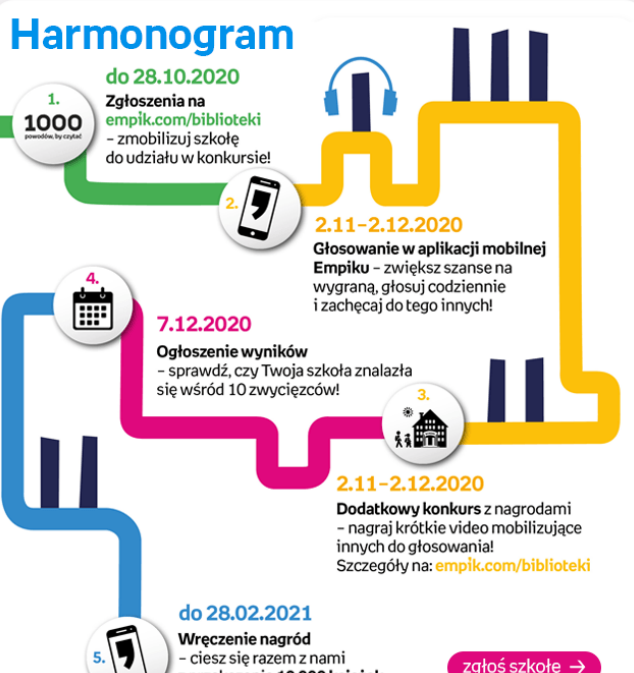 Harmonogram
1.
1000
powodów, by czytać
do 28.10.2020
Zgłoszenia na
empik.com/biblioteki
– zmobilizuj szkołę
do udziału w konkursie!
2.
2.11–2.12.2020
Głosowanie w aplikacji mobilnej
Empiku – zwiększ szanse na
wygraną, głosuj codziennie
i zachęcaj do tego innych!
4.
7.12.2020
Ogłoszenie wyników
– sprawdź, czy Twoja szkoła znalazła
się wśród 10 zwycięzców!
3.
2.11–2.12.2020
Dodatkowy konkurs z nagrodami
– nagraj krótkie video mobilizujące
innych do głosowania!
Szczegóły na: empik.com/biblioteki
do 28.02.2021
Wręczenie nagród
5.
– ciesz się razem z nami
zgłoś szkołę →